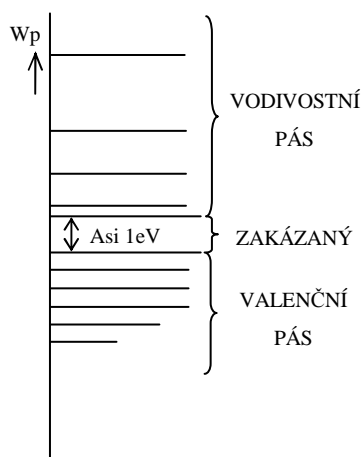 Wp
VODIVOSTNÍ
PÁS
Asi 1eV
ZAKÁZANÝ
VALENČNÍ
PÁS